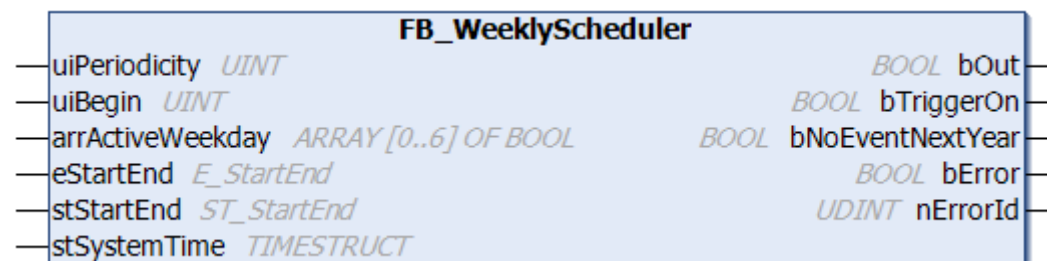 FB_WeeklyScheduler
uiPeriodicity UINT BOOL bOut
uiBegin UINT BOOL bTriggerOn
arrActiveWeekday ARRAY [0..6] OF BOOL BOOL bNoEventNextYear
eStartEnd E_StartEnd BOOL bError
stStartEnd ST_StartEnd UDINT nErrorId
stSystemTime TIMESTRUCT